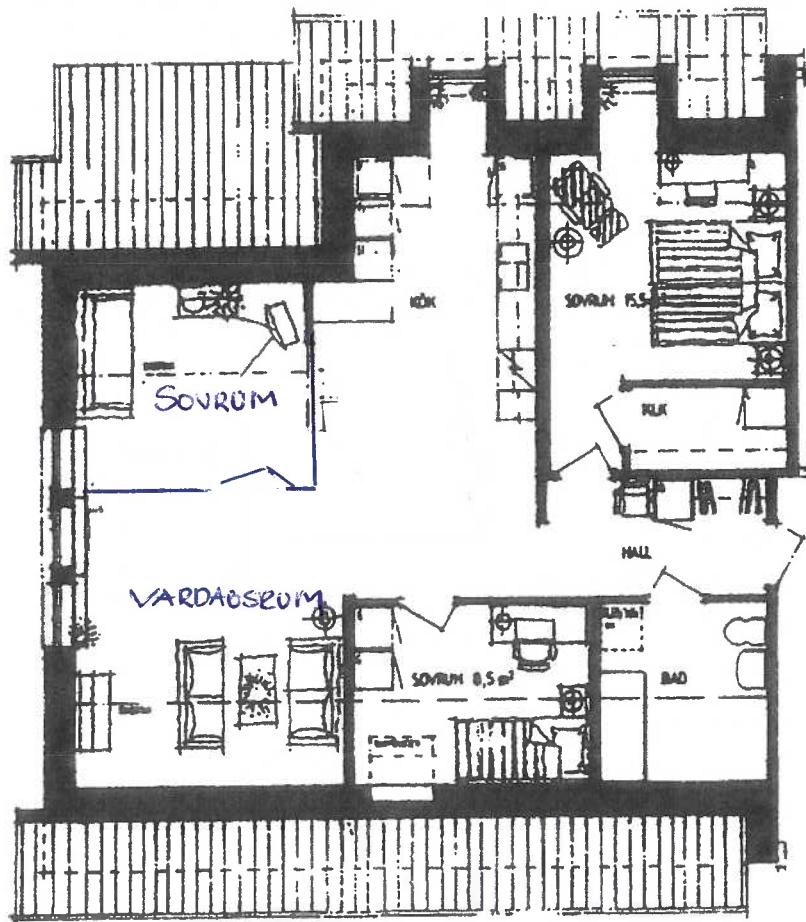 KÖK
SOVRUM 15,5
SOVRUM
KLK
HALL
VARDAGSRUM
SOVRUM 8,5 m²
BAD